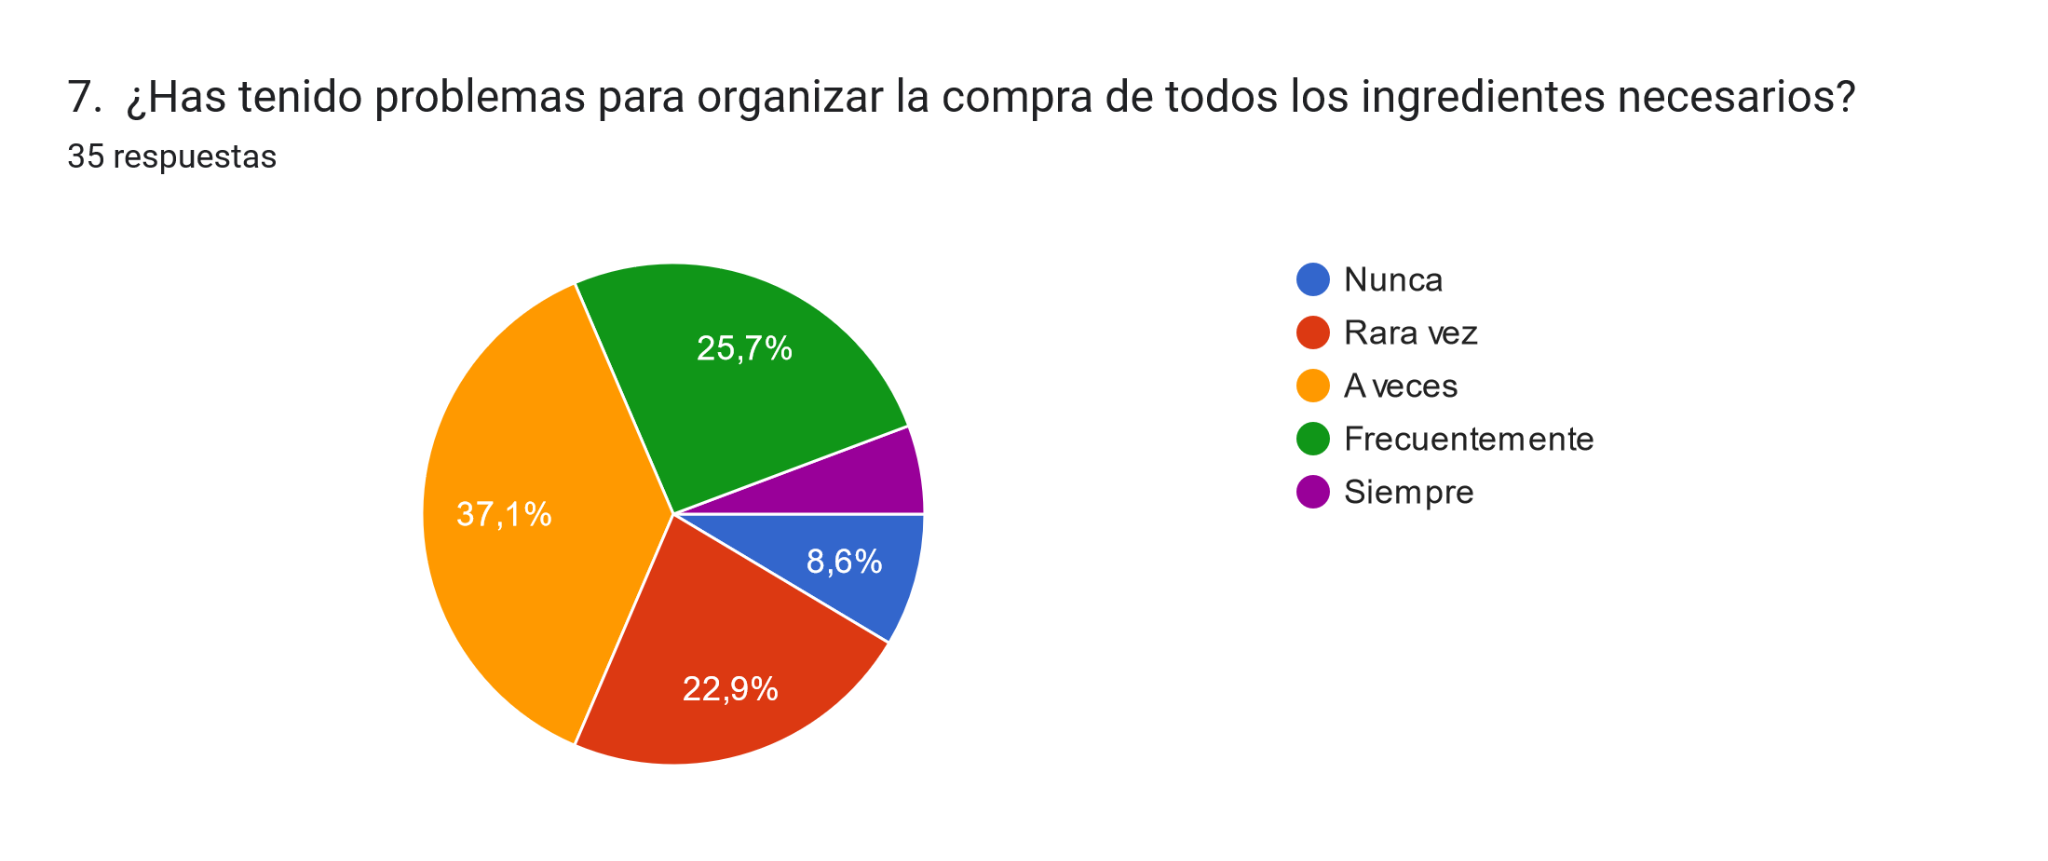 7. ¿Has tenido problemas para organizar la compra de todos los ingredientes necesarios?
35 respuestas
25,7%
37,1%
8,6%
22,9%
Nunca
Rara vez
A veces
Frecuentemente
Siempre